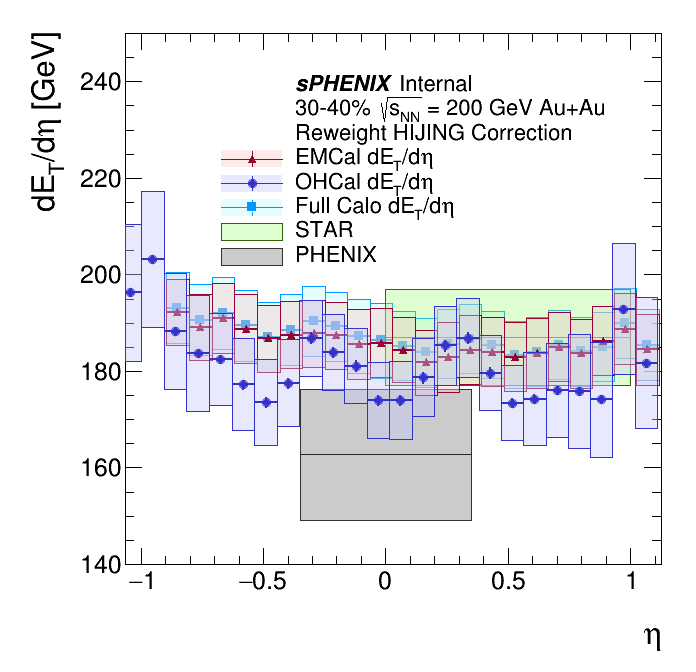 dE_T/dη [GeV]
240
220
200
180
160
140
sPHENIX Internal
30-40% √s_NN = 200 GeV Au+Au
Reweight HIJING Correction
EMCal dE_T/dη
OHCal dE_T/dη
Full Calo dE_T/dη
STAR
PHENIX
−1
−0.5
0
0.5
1
η